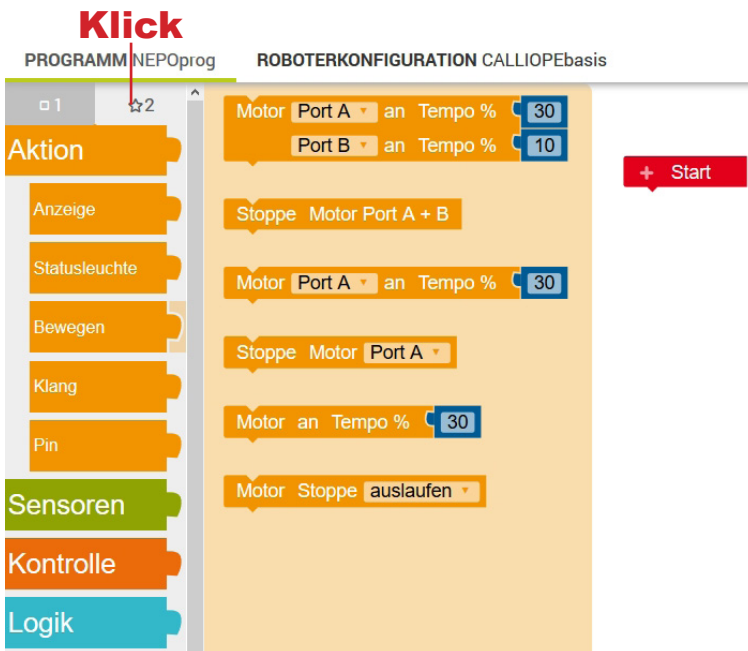 Klick
PROGRAMM NEPOprog ROBOTERKONFIGURATION CALLIOPEbasis
1 2
Aktion
Anzeige
Statusleuchte
Bewegen
Klang
Pin
Sensoren
Kontrolle
Logik
Motor Port A an Tempo % 30
Port B an Tempo % 10
Stoppe Motor Port A + B
Motor Port A an Tempo % 30
Stoppe Motor Port A
Motor an Tempo % 30
Motor Stoppe auslaufen
+ Start